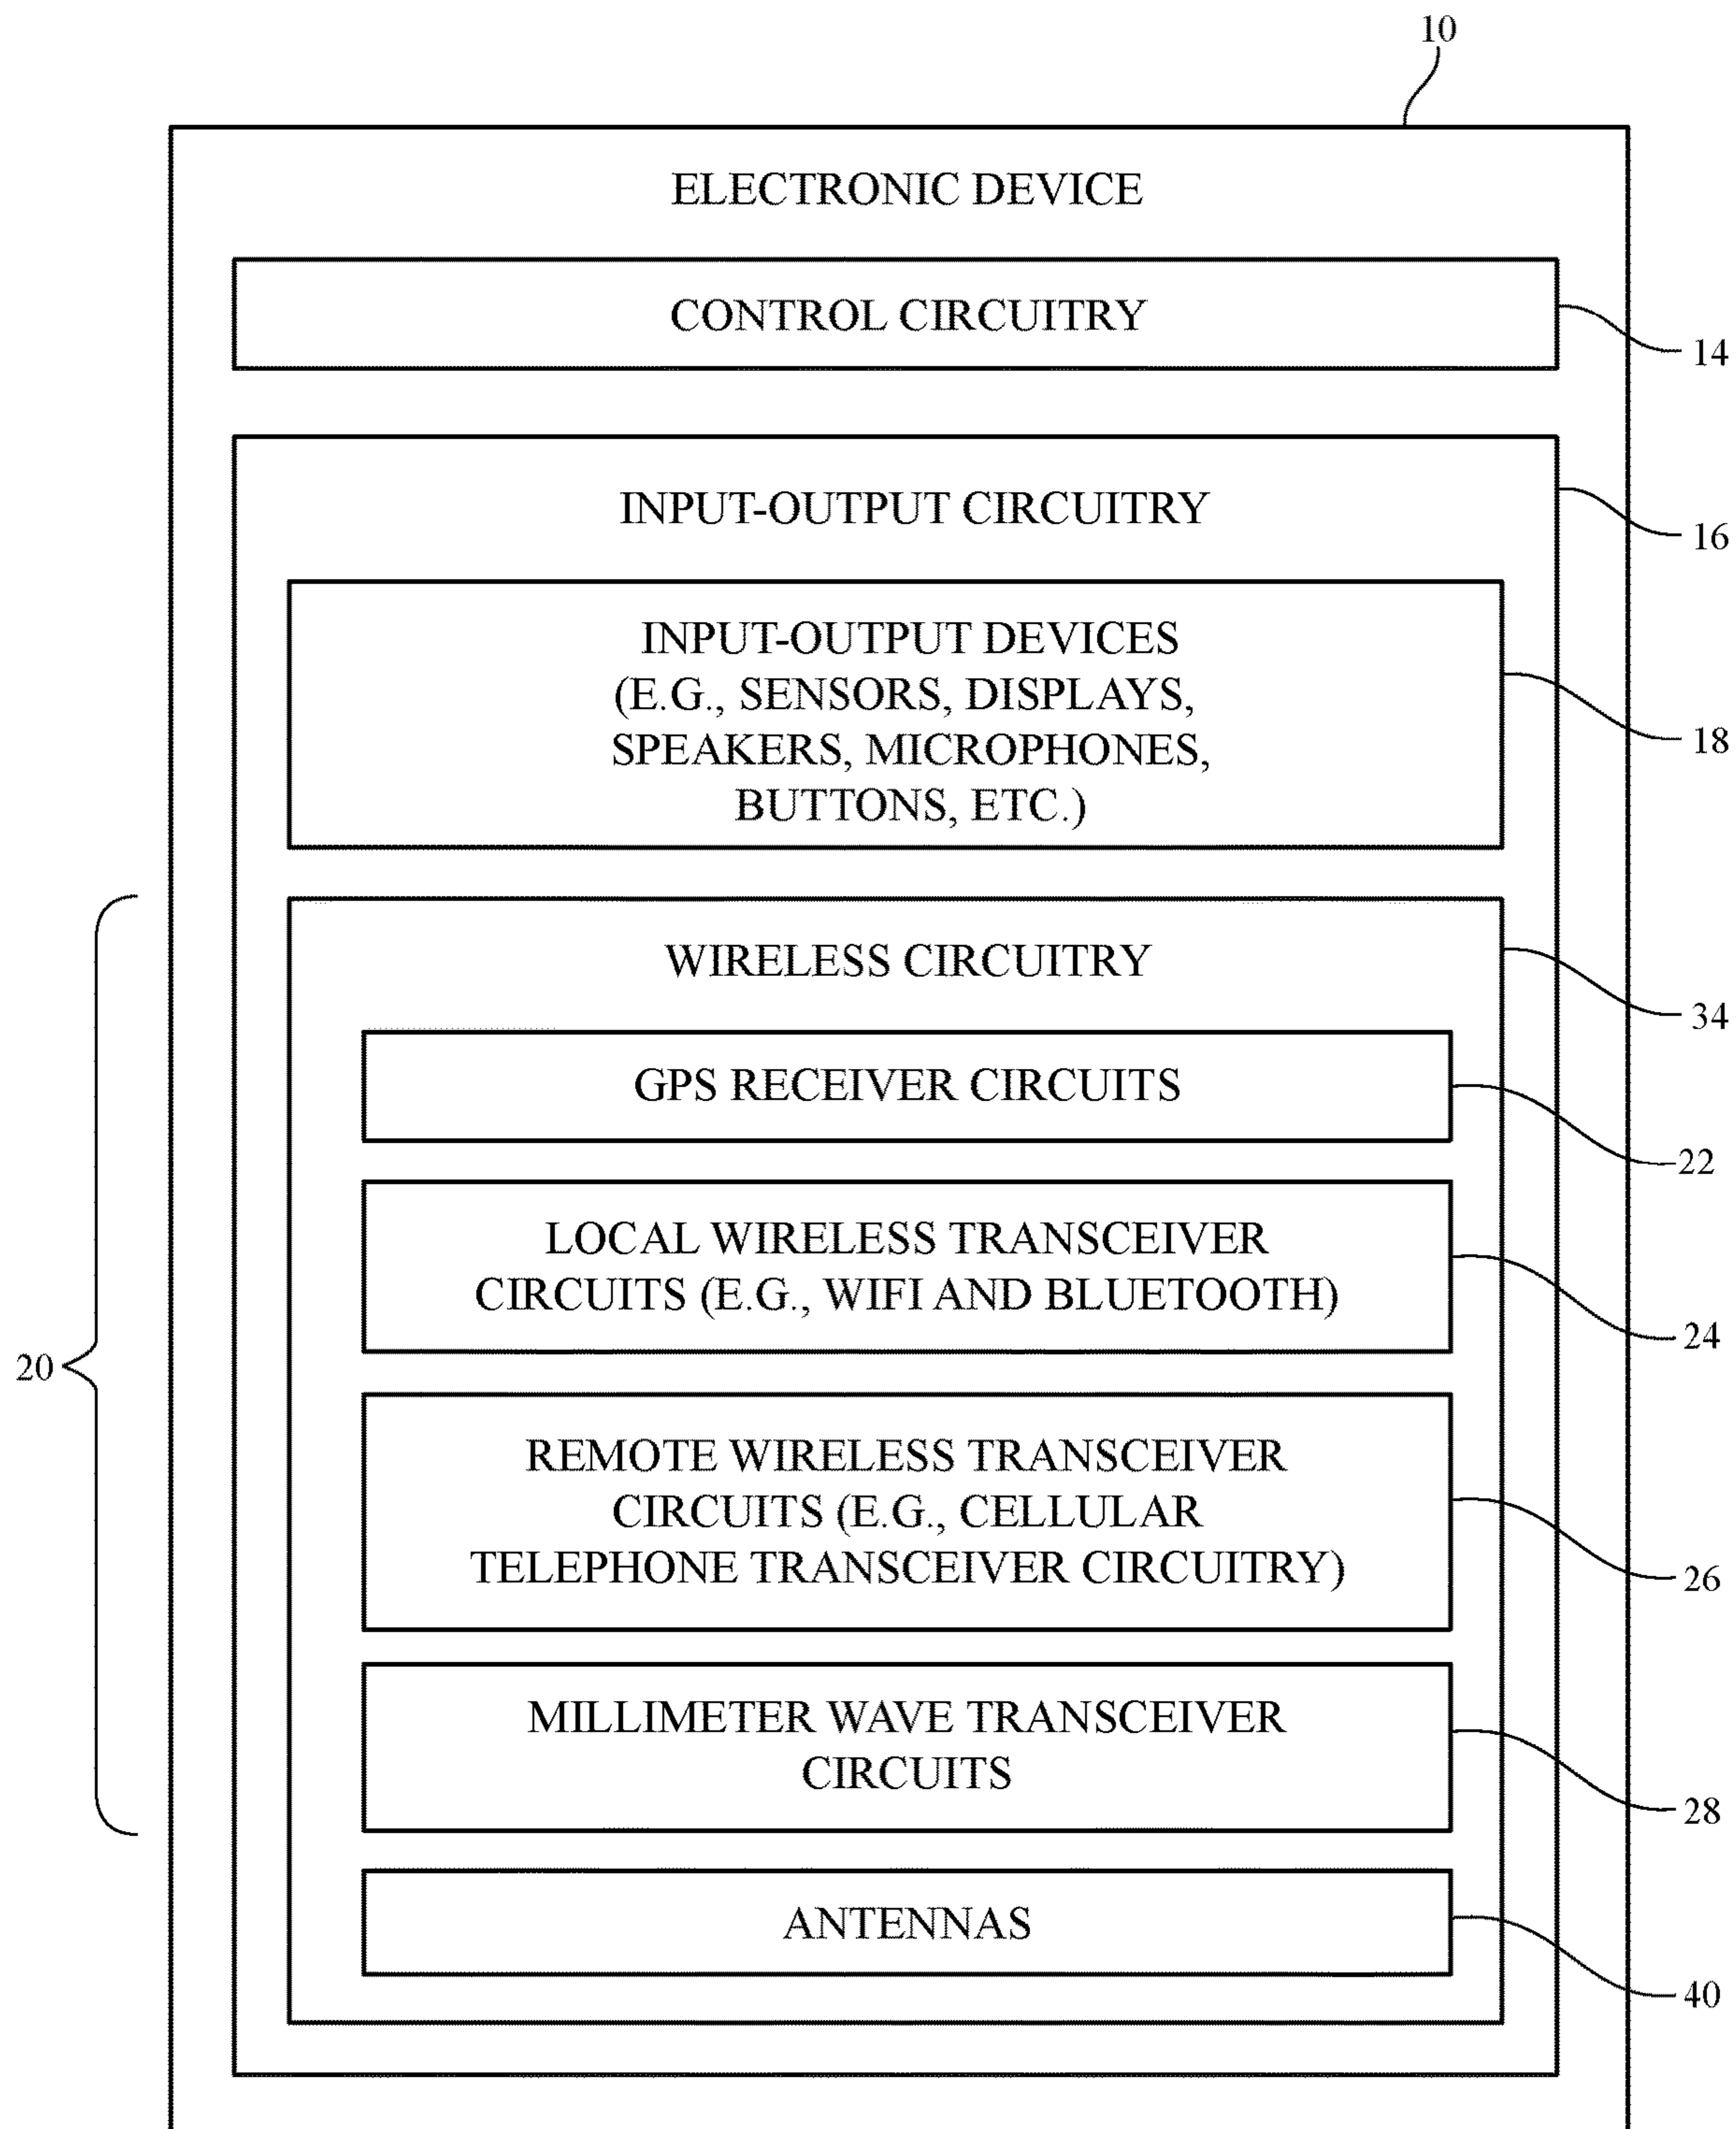 10
ELECTRONIC DEVICE
CONTROL CIRCUITRY
14
INPUT-OUTPUT CIRCUITRY
16
INPUT-OUTPUT DEVICES
(E.G., SENSORS, DISPLAYS,
SPEAKERS, MICROPHONES,
BUTTONS, ETC.)
18
WIRELESS CIRCUITRY
34
GPS RECEIVER CIRCUITS
22
LOCAL WIRELESS TRANSCEIVER
CIRCUITS (E.G., WIFI AND BLUETOOTH)
24
20
REMOTE WIRELESS TRANSCEIVER
CIRCUITS (E.G., CELLULAR
TELEPHONE TRANSCEIVER CIRCUITRY)
26
MILLIMETER WAVE TRANSCEIVER
CIRCUITS
28
ANTENNAS
40